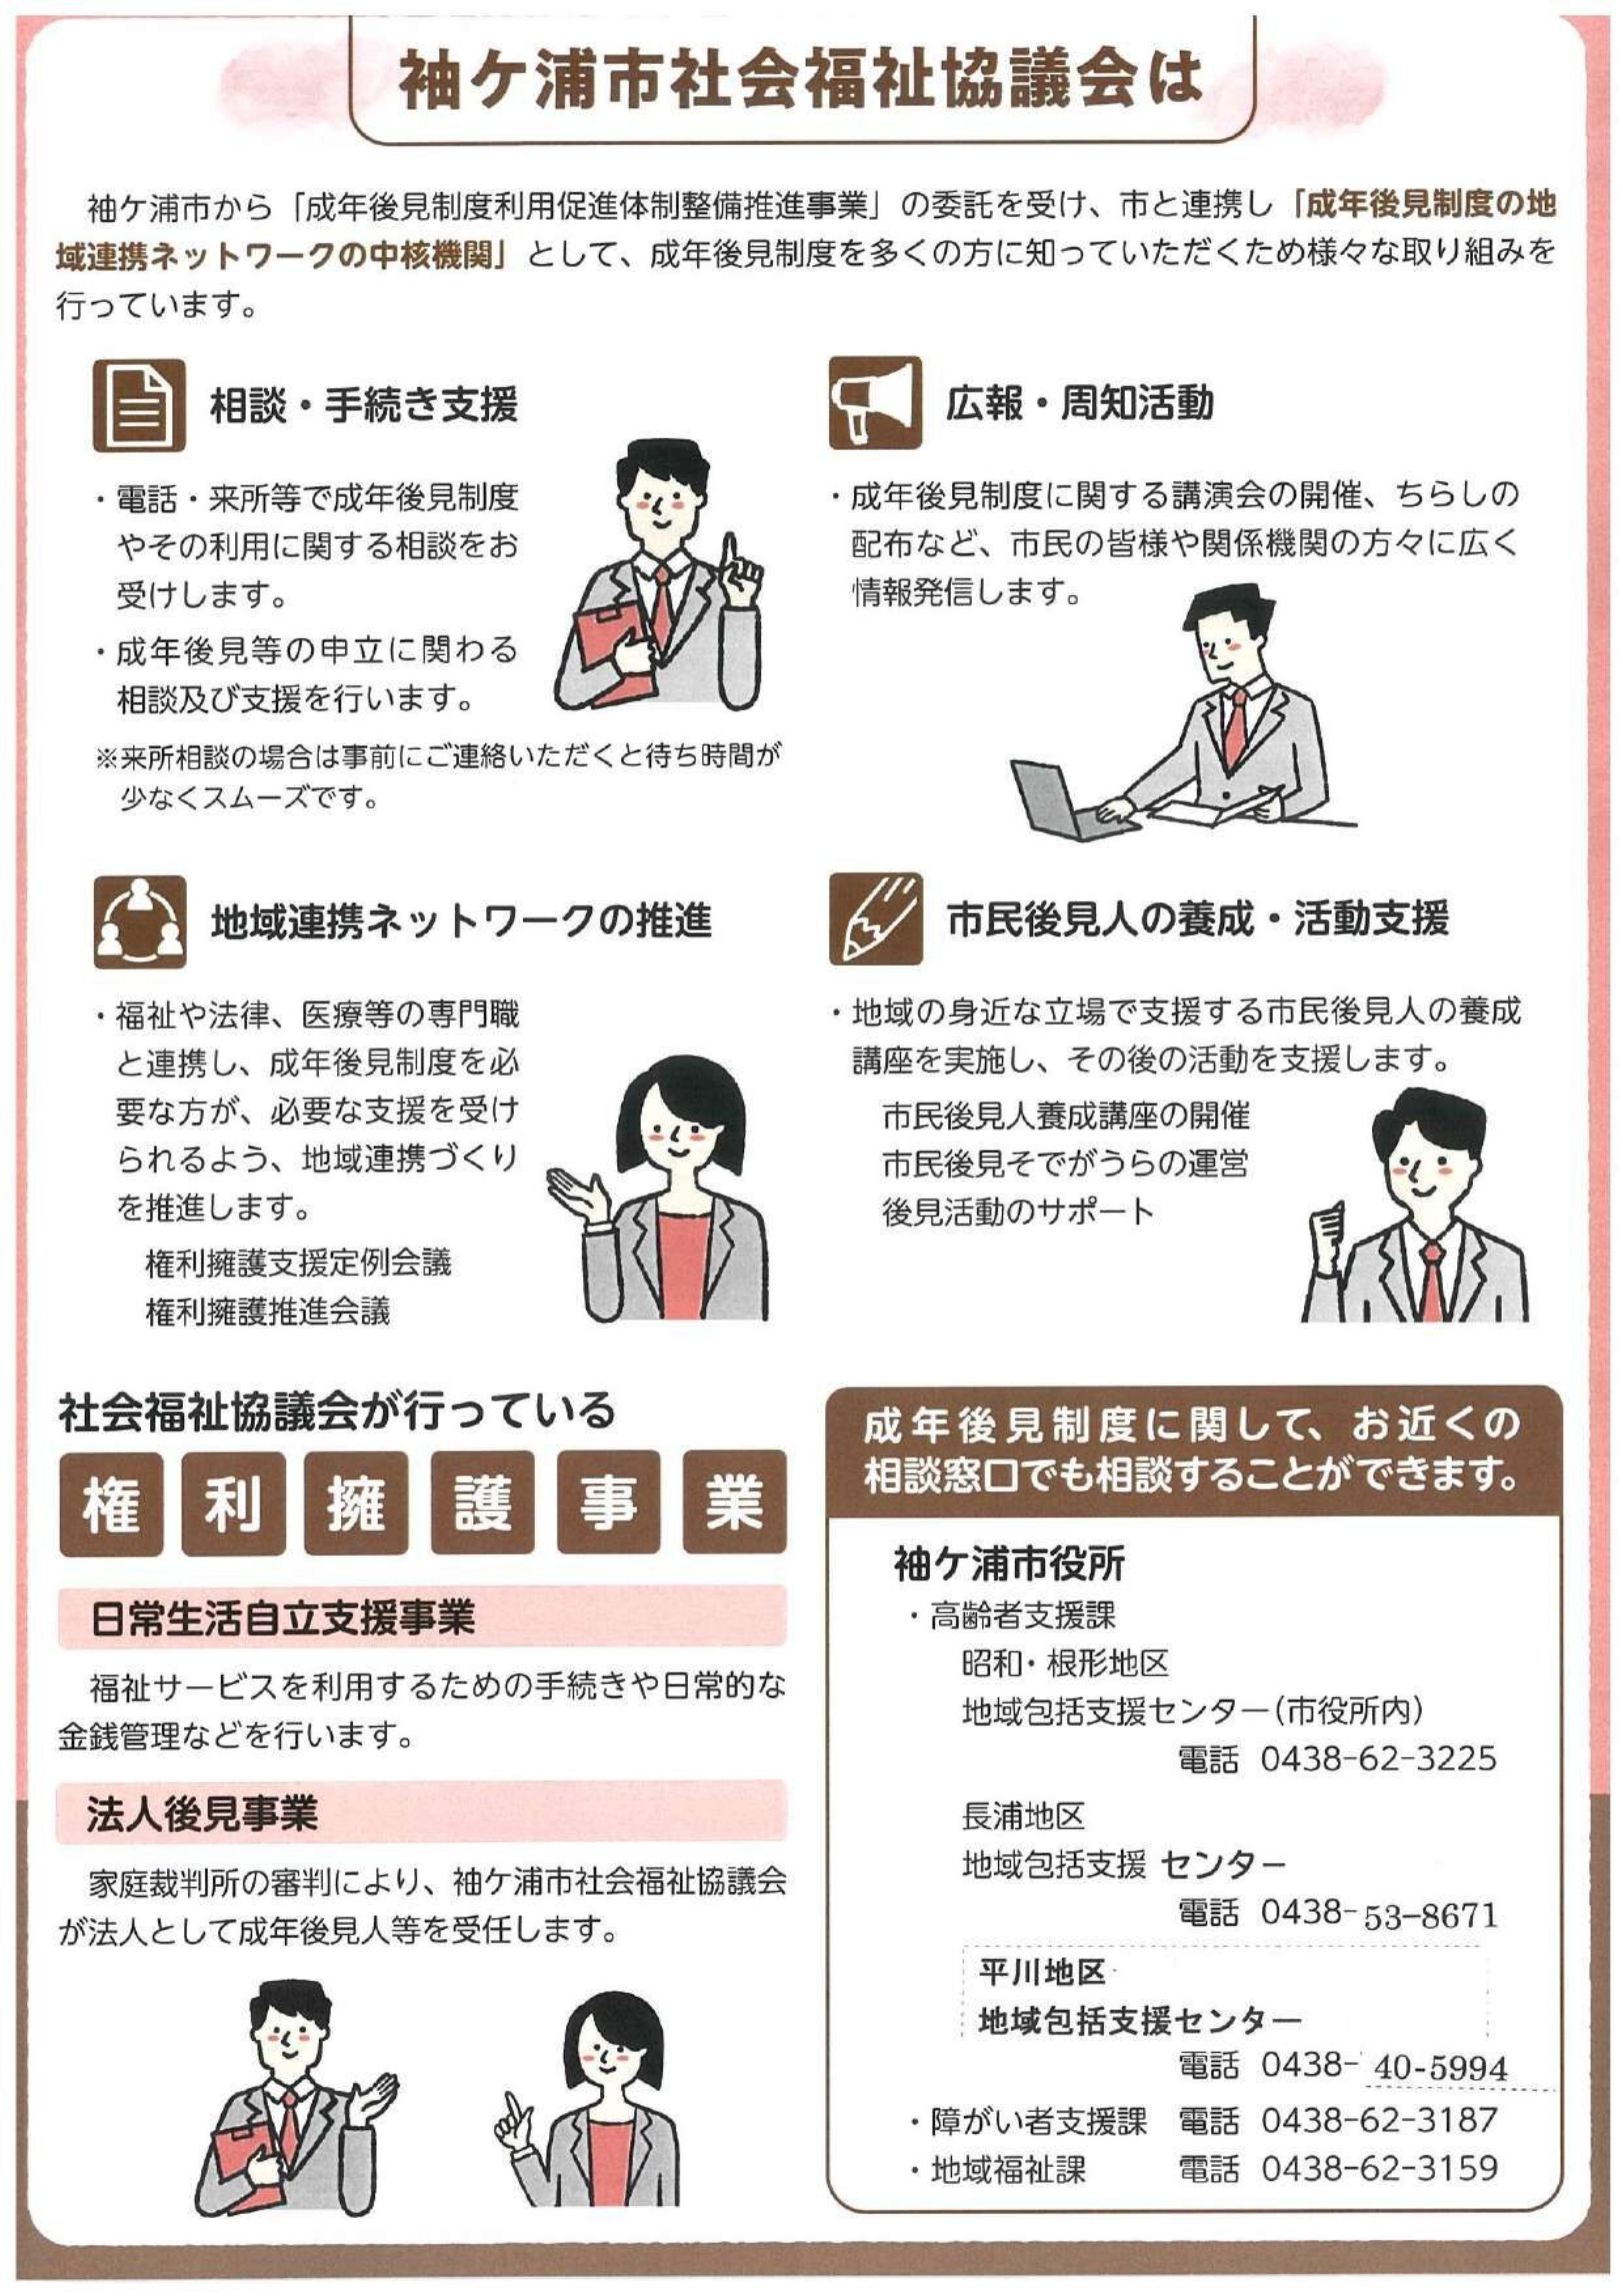 袖ケ浦市社会福祉協議会は
袖ケ浦市から「成年後見制度利用促進体制整備推進事業」の委託を受け、市と連携し「成年後見制度の地
域連携ネットワークの中核機関」として、成年後見制度を多くの方に知っていただくため様々な取り組みを
行っています。
相談・手続き支援
・電話・来所等で成年後見制度
やその利用に関する相談をお
受けします。
・成年後見等の申立に関わる
相談及び支援を行います。
※来所相談の場合は事前にご連絡いただくと待ち時間が
少なくスムーズです。
広報・周知活動
・成年後見制度に関する講演会の開催、ちらしの
配布など、市民の皆様や関係機関の方々に広く
情報発信します。
地域連携ネットワークの推進
・福祉や法律、医療等の専門職
と連携し、成年後見制度を必
要な方が、必要な支援を受け
られるよう、地域連携づくり
を推進します。
権利擁護支援定例会議
権利擁護推進会議
市民後見人の養成・活動支援
・地域の身近な立場で支援する市民後見人の養成
講座を実施し、その後の活動を支援します。
市民後見人養成講座の開催
市民後見そでがうらの運営
後見活動のサポート
社会福祉協議会が行っている
権利擁護事業
日常生活自立支援事業
福祉サービスを利用するための手続きや日常的な
金銭管理などを行います。
法人後見事業
家庭裁判所の審判により、袖ケ浦市社会福祉協議会
が法人として成年後見人等を受任します。
成年後見制度に関して、お近くの
相談窓口でも相談することができます。
袖ケ浦市役所
・高齢者支援課
昭和・根形地区
地域包括支援センター(市役所内)
電話 0438-62-3225
長浦地区
地域包括支援 センター
電話 0438-53-8671
平川地区
地域包括支援センター
電話 0438-40-5994
・障がい者支援課 電話 0438-62-3187
・地域福祉課 電話 0438-62-3159